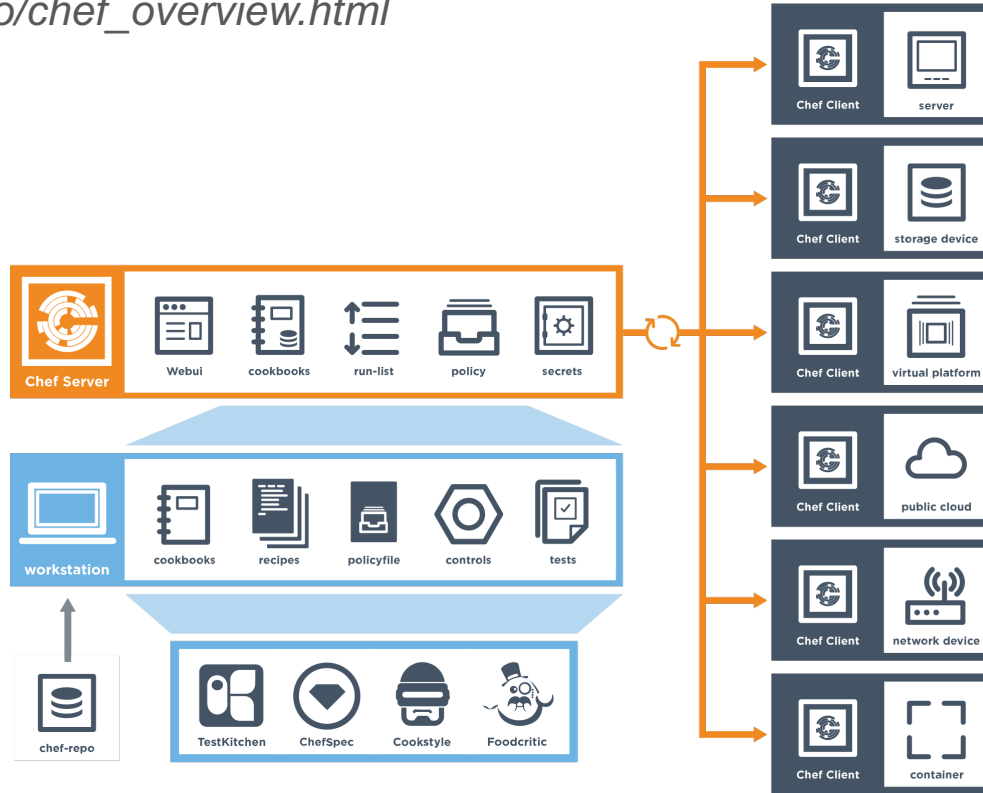 o/chef_overview.html
Chef Client
server
Chef Client
storage device
Chef Server
Webui
cookbooks
run-list
policy
secrets
Chef Client
virtual platform
workstation
cookbooks
recipes
policyfile
controls
tests
Chef Client
public cloud
chef-repo
TestKitchen
ChefSpec
Cookstyle
Foodcritic
Chef Client
network device
Chef Client
container